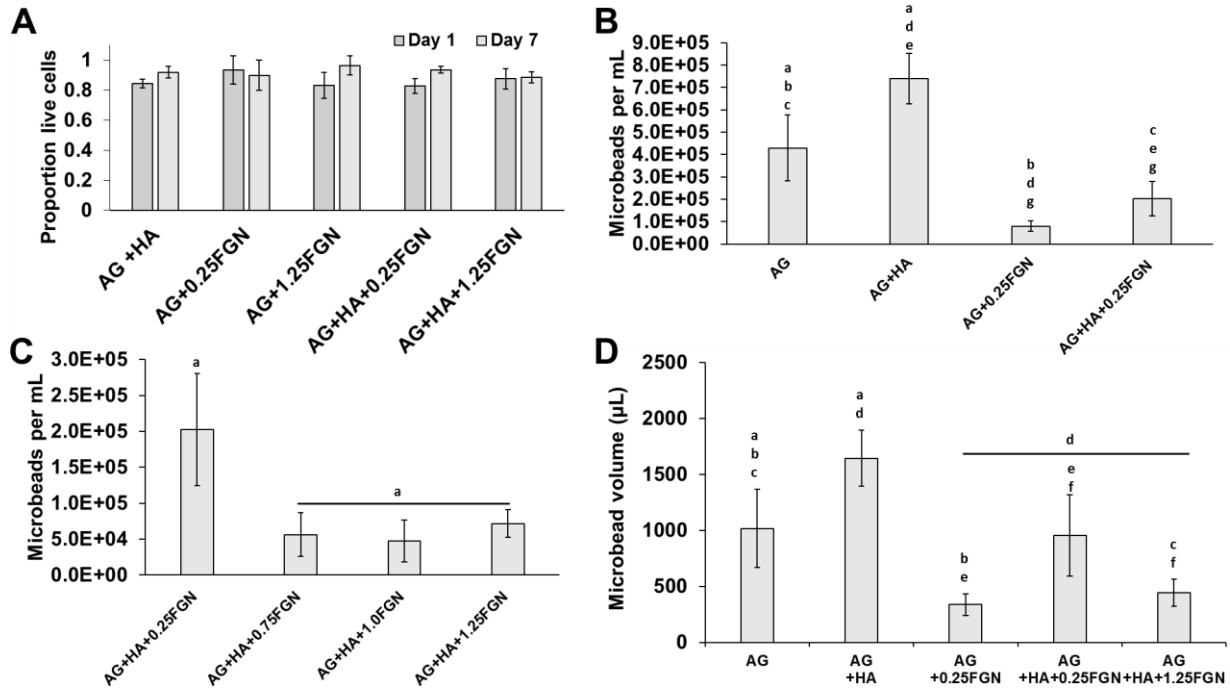 A
Day 1
Day 7
Proportion live cells
1
0.8
0.6
0.4
0.2
0
AG +HA
AG+0.25FGN
AG+1.25FGN
AG+HA+0.25FGN
AG+HA+1.25FGN
B
Microbeads per mL
9.0E+05
8.0E+05
7.0E+05
6.0E+05
5.0E+05
4.0E+05
3.0E+05
2.0E+05
1.0E+05
0.0E+00
a
b
c
a
d
e
b
d
g
c
e
g
AG
AG+HA
AG+0.25FGN
AG+HA+0.25FGN
C
Microbeads per mL
3.0E+05
2.5E+05
2.0E+05
1.5E+05
1.0E+05
5.0E+04
0.0E+00
a
a
AG+HA+0.25FGN
AG+HA+0.75FGN
AG+HA+1.0FGN
AG+HA+1.25FGN
D
Microbead volume (µL)
2500
2000
1500
1000
500
0
a
b
c
a
d
d
b
e
e
f
c
f
AG
AG
+HA
AG
+0.25FGN
AG
+HA+0.25FGN
AG
+HA+1.25FGN